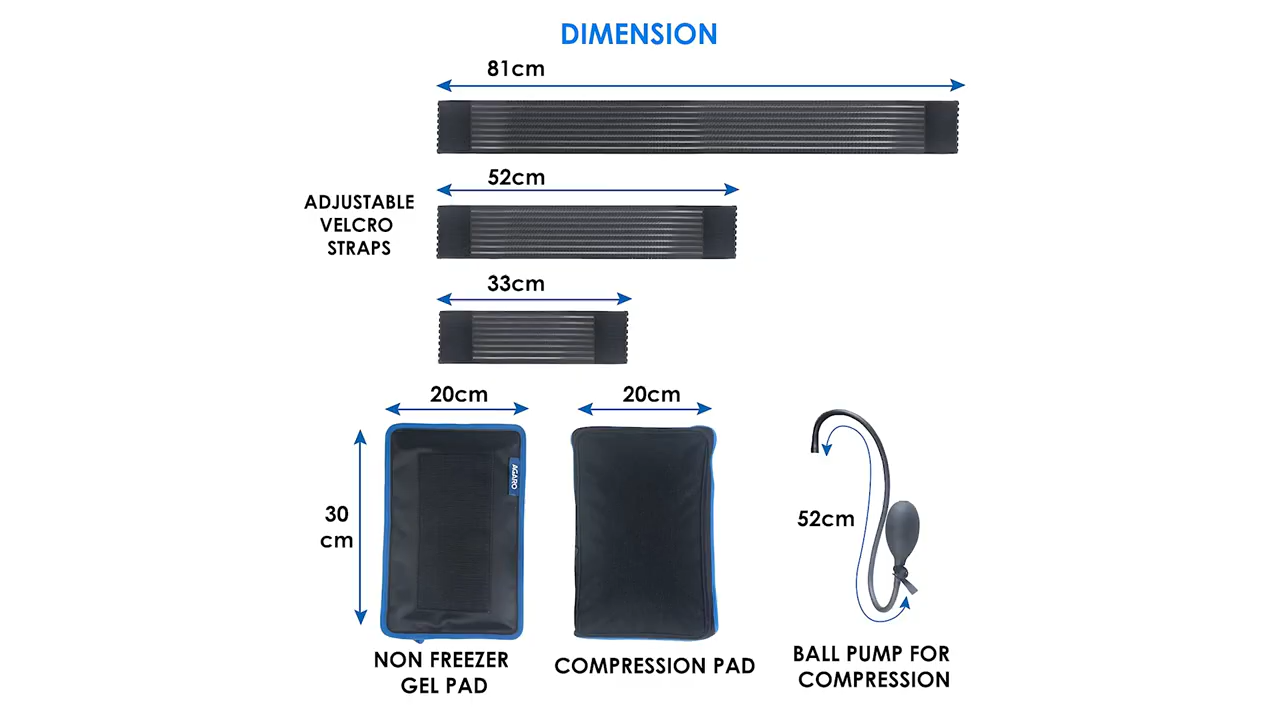 DIMENSION
81cm
52cm
ADJUSTABLE
VELCRO
STRAPS
33cm
20cm
20cm
AGARO
30
cm
52cm
NON FREEZER
GEL PAD
COMPRESSION PAD
BALL PUMP FOR
COMPRESSION